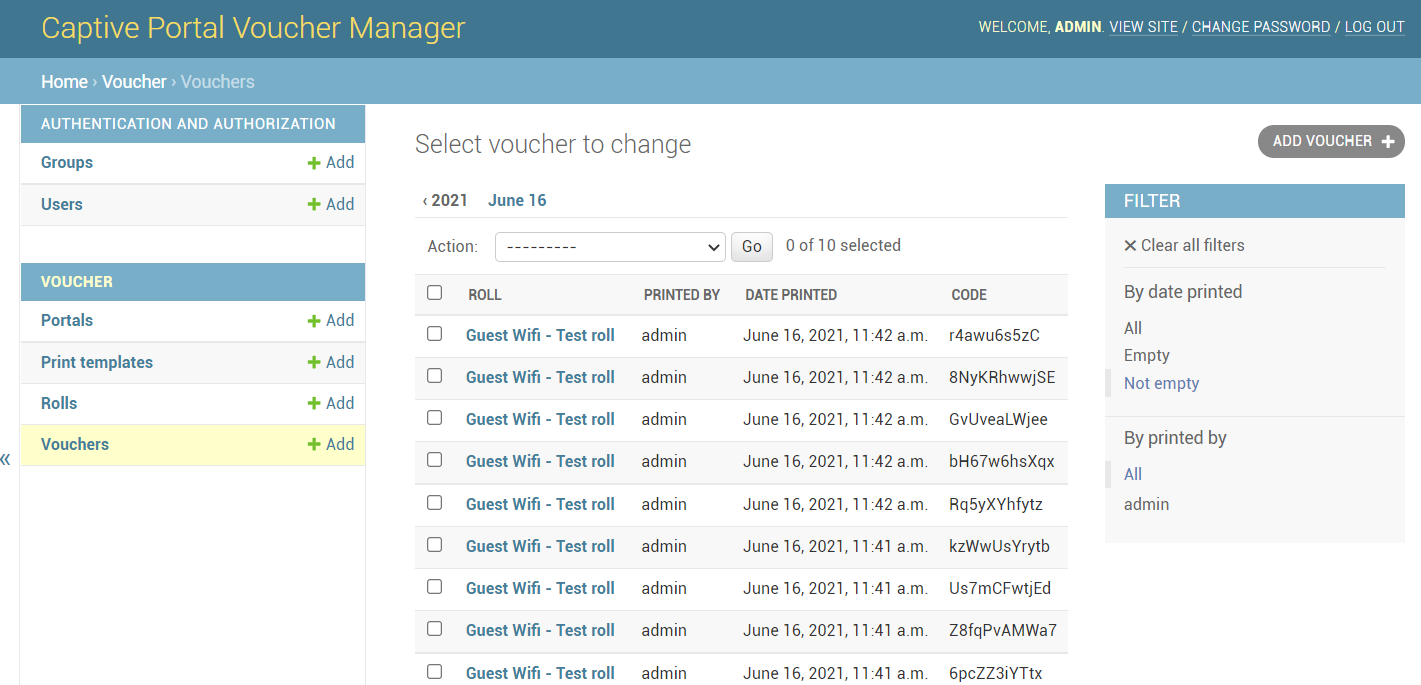 Captive Portal Voucher Manager
WELCOME, ADMIN. VIEW SITE / CHANGE PASSWORD / LOG OUT
Home › Voucher › Vouchers
AUTHENTICATION AND AUTHORIZATION
Groups Add
Users Add
VOUCHER
Portals Add
Print templates Add
Rolls Add
Vouchers Add
«
Select voucher to change
ADD VOUCHER +
‹ 2021 June 16
Action: --------- Go 0 of 10 selected
ROLL PRINTED BY DATE PRINTED CODE
Guest Wifi - Test roll admin June 16, 2021, 11:42 a.m. r4awu6s5zC
Guest Wifi - Test roll admin June 16, 2021, 11:42 a.m. 8NyKRhwwjSE
Guest Wifi - Test roll admin June 16, 2021, 11:42 a.m. GvUveaLWjee
Guest Wifi - Test roll admin June 16, 2021, 11:42 a.m. bH67w6hsXqx
Guest Wifi - Test roll admin June 16, 2021, 11:42 a.m. Rq5yXYhfytz
Guest Wifi - Test roll admin June 16, 2021, 11:41 a.m. kzWwUsYrytb
Guest Wifi - Test roll admin June 16, 2021, 11:41 a.m. Us7mCFwtjEd
Guest Wifi - Test roll admin June 16, 2021, 11:41 a.m. Z8fqPvAMWa7
Guest Wifi - Test roll admin June 16, 2021, 11:41 a.m. 6pcZZ3iYTtx
FILTER
✕ Clear all filters
By date printed
All
Empty
Not empty
By printed by
All
admin